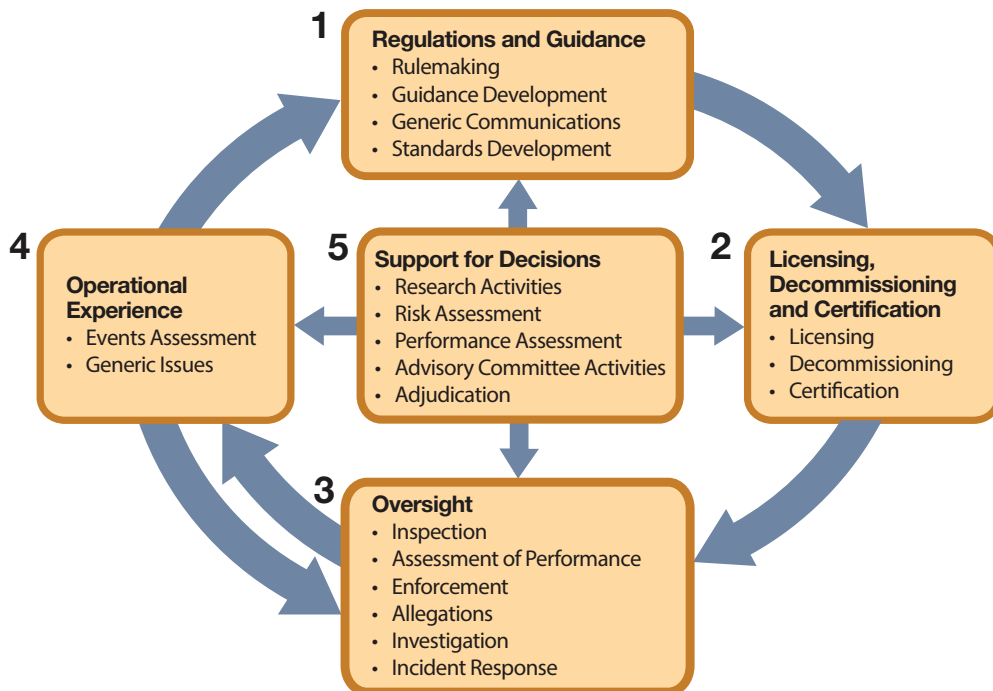 1
Regulations and Guidance
• Rulemaking
• Guidance Development
• Generic Communications
• Standards Development
2
Licensing,
Decommissioning
and Certification
• Licensing
• Decommissioning
• Certification
3
Oversight
• Inspection
• Assessment of Performance
• Enforcement
• Allegations
• Investigation
• Incident Response
4
Operational
Experience
• Events Assessment
• Generic Issues
5
Support for Decisions
• Research Activities
• Risk Assessment
• Performance Assessment
• Advisory Committee Activities
• Adjudication